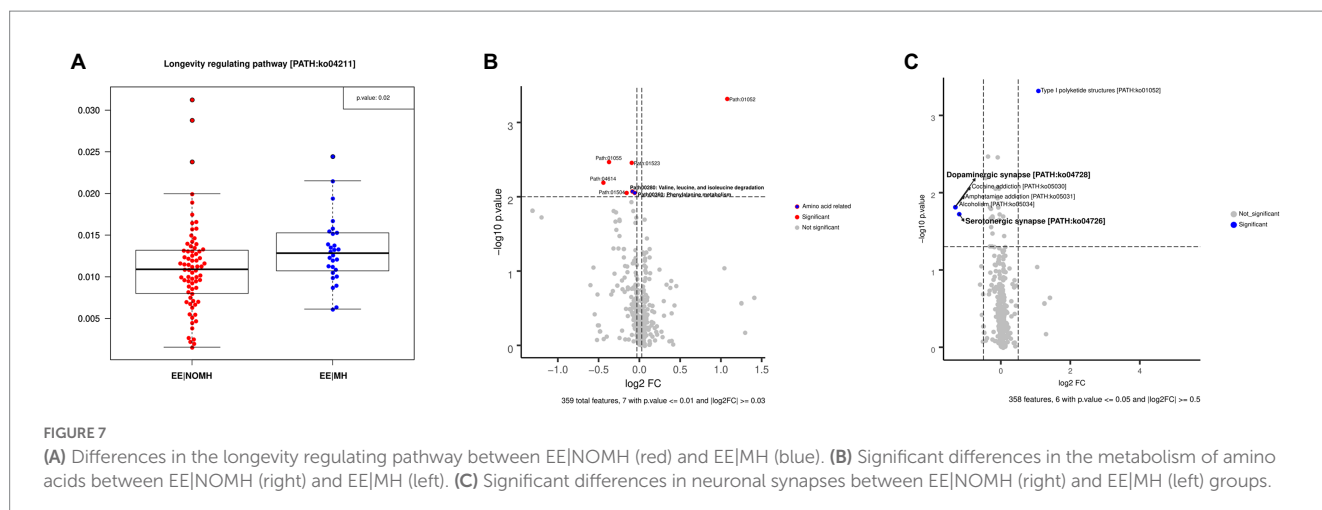 A
Longevity regulating pathway [PATH:ko04211]
p.value: 0.02
0.030
0.025
0.020
0.015
0.010
0.005
EE|NOMH
EE|MH
B
Path:01052
Path:01055
Path:01523
Path:04614
Path:00280: Valine, leucine, and isoleucine degradation
Path:01504
Path:00360: Phenylalanine metabolism
Amino acid related
Significant
Not significant
−log10 p.value
3
2
1
0
−1.0
−0.5
0.0
0.5
1.0
1.5
log2 FC
359 total features, 7 with p.value <= 0.01 and |log2FC| >= 0.03
C
Type I polyketide structures [PATH:ko01052]
Dopaminergic synapse [PATH:ko04728]
Cocaine addiction [PATH:ko05030]
Amphetamine addiction [PATH:ko05031]
Alcoholism [PATH:ko05034]
Serotonergic synapse [PATH:ko04726]
Not_significant
Significant
−log10 p.value
3
2
1
0
0
2
4
log2 FC
358 features, 6 with p.value <= 0.05 and |log2FC| >= 0.5
FIGURE 7
(A) Differences in the longevity regulating pathway between EE|NOMH (red) and EE|MH (blue). (B) Significant differences in the metabolism of amino
acids between EE|NOMH (right) and EE|MH (left). (C) Significant differences in neuronal synapses between EE|NOMH (right) and EE|MH (left) groups.